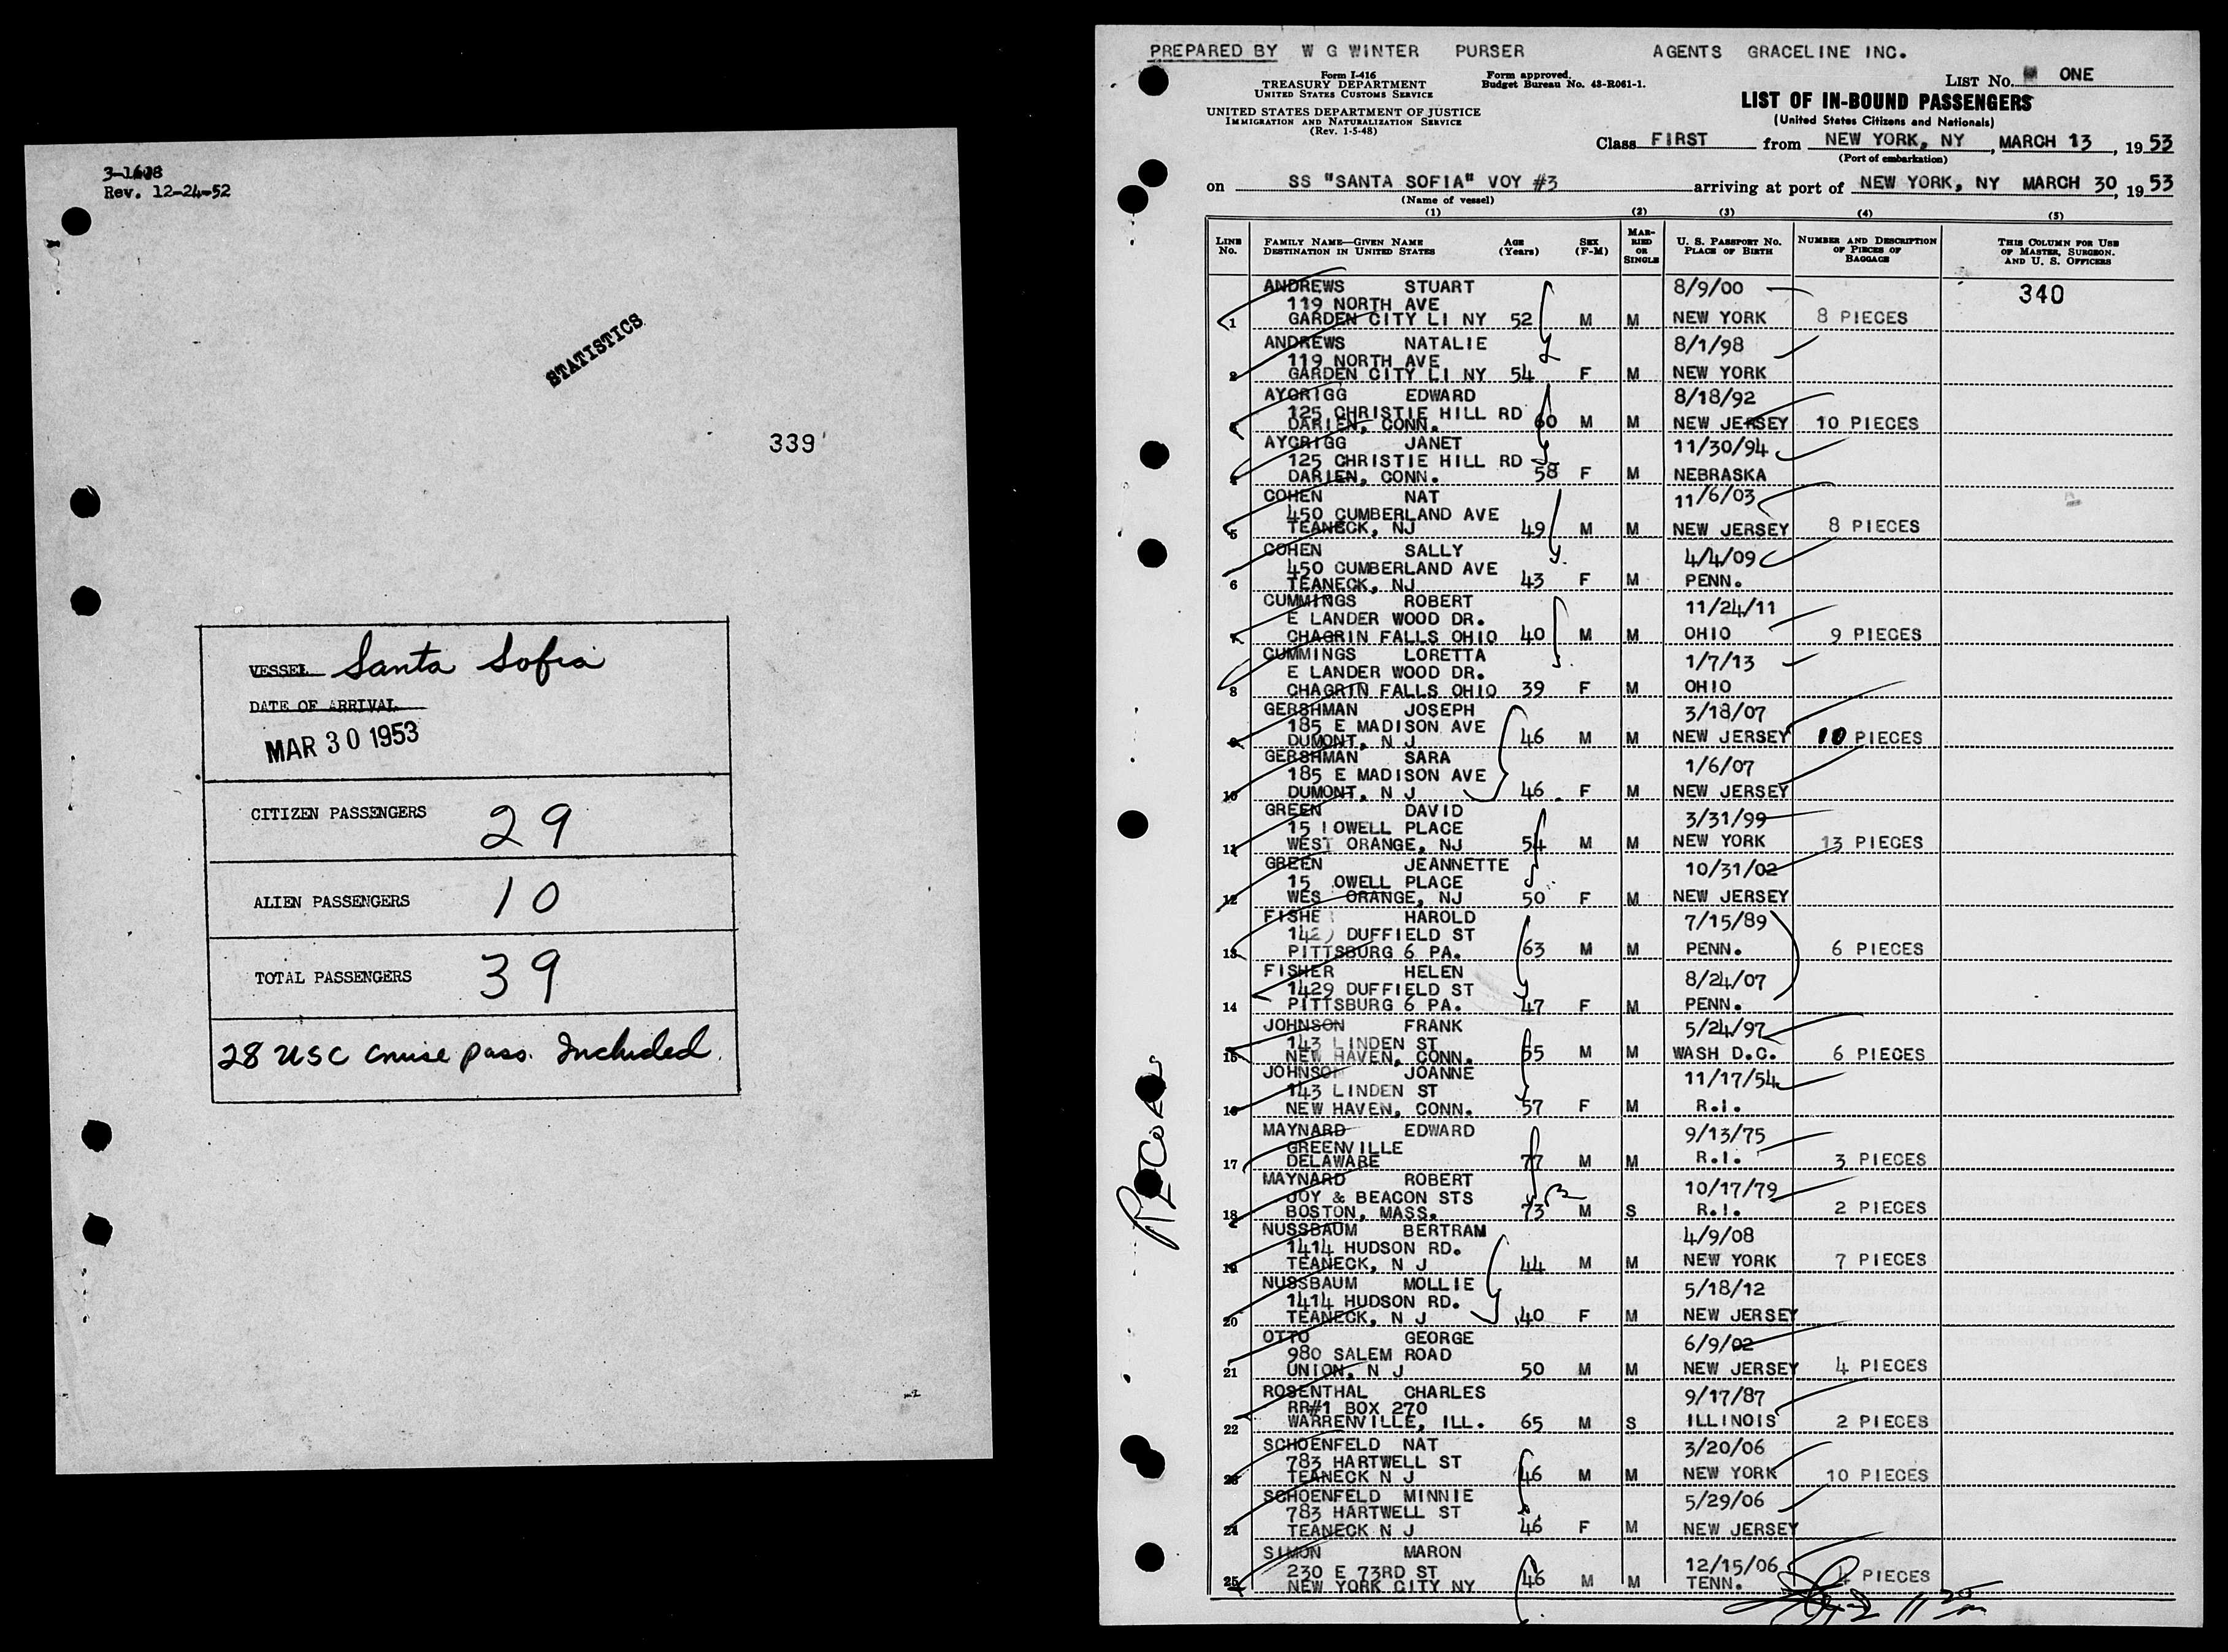 3-1608
Rev. 12-24-52
STATISTICS
339
VESSEL Santa Sofia
DATE OF ARRIVAL
MAR 30 1953
CITIZEN PASSENGERS 29
ALIEN PASSENGERS 10
TOTAL PASSENGERS 39
28 USC Cruise pass. Included.
PREPARED BY W G WINTER PURSER AGENTS GRACELINE INC.
Form I-416
TREASURY DEPARTMENT
UNITED STATES CUSTOMS SERVICE
Form approved.
Budget Bureau No. 43-R061-1.
LIST No. ONE
UNITED STATES DEPARTMENT OF JUSTICE
IMMIGRATION AND NATURALIZATION SERVICE
(Rev. 1-5-48)
LIST OF IN-BOUND PASSENGERS
(United States Citizens and Nationals)
Class FIRST from NEW YORK, NY, MARCH 13, 1953
(Port of embarkation)
on SS "SANTA SOFIA" VOY #3 arriving at port of NEW YORK, NY MARCH 30, 1953
(Name of vessel)
(1) (2) (3) (4) (5)
LINE No. FAMILY NAME—GIVEN NAME DESTINATION IN UNITED STATES AGE (Years) SEX (F-M) MARRIED OR SINGLE U. S. PASSPORT No. PLACE OF BIRTH NUMBER AND DESCRIPTION OF PIECES OF BAGGAGE THIS COLUMN FOR USE OF MASTER, SURGEON, AND U. S. OFFICERS
ANDREWS STUART 8/9/00 340
119 NORTH AVE
1 GARDEN CITY LI NY 52 M M NEW YORK 8 PIECES
ANDREWS NATALIE 8/1/98
119 NORTH AVE
2 GARDEN CITY LI NY 54 F M NEW YORK
AYCRIGG EDWARD 8/18/92
125 CHRISTIE HILL RD
3 DARIEN, CONN. 60 M M NEW JERSEY 10 PIECES
AYCRIGG JANET 11/30/94
125 CHRISTIE HILL RD
4 DARIEN, CONN. 58 F M NEBRASKA
COHEN NAT 11/6/03
450 CUMBERLAND AVE
5 TEANECK, NJ 49 M M NEW JERSEY 8 PIECES
COHEN SALLY 4/4/09
450 CUMBERLAND AVE
6 TEANECK, NJ 43 F M PENN.
CUMMINGS ROBERT 11/24/11
E LANDER WOOD DR.
7 CHAGRIN FALLS OHIO 40 M M OHIO 9 PIECES
CUMMINGS LORETTA 1/7/13
E LANDER WOOD DR.
8 CHAGRIN FALLS OHIO 39 F M OHIO
GERSHMAN JOSEPH 3/18/07
185 E MADISON AVE
9 DUMONT, N J 46 M M NEW JERSEY 10 PIECES
GERSHMAN SARA 1/6/07
185 E MADISON AVE
10 DUMONT, N J 46 F M NEW JERSEY
GREEN DAVID 3/31/99
15 OWELL PLACE
11 WEST ORANGE, NJ 54 M M NEW YORK 13 PIECES
GREEN JEANNETTE 10/31/02
15 OWELL PLACE
12 WES ORANGE, NJ 50 F M NEW JERSEY
FISHE HAROLD 7/15/89
142 DUFFIELD ST
13 PITTSBURG 6 PA. 63 M M PENN. 6 PIECES
FISHER HELEN 8/24/07
1429 DUFFIELD ST
14 PITTSBURG 6 PA. 47 F M PENN.
JOHNSON FRANK 5/24/97
143 LINDEN ST
15 NEW HAVEN, CONN. 55 M M WASH D.C. 6 PIECES
JOHNSON JOANNE 11/17/54
143 LINDEN ST
16 NEW HAVEN, CONN. 57 F M R.I.
MAYNARD EDWARD 9/13/75
GREENVILLE
17 DELAWARE 77 M M R.I. 3 PIECES
MAYNARD ROBERT 10/17/79
JOY & BEACON STS
18 BOSTON, MASS. 73 M S R.I. 2 PIECES
NUSSBAUM BERTRAM 4/9/08
1414 HUDSON RD.
19 TEANECK, N J 44 M M NEW YORK 7 PIECES
NUSSBAUM MOLLIE 5/18/12
1414 HUDSON RD.
20 TEANECK, N J 40 F M NEW JERSEY
OTTO GEORGE 6/9/02
980 SALEM ROAD
21 UNION, N J 50 M M NEW JERSEY 4 PIECES
ROSENTHAL CHARLES 9/17/87
RR#1 BOX 270
22 WARRENVILLE, ILL. 65 M S ILLINOIS 2 PIECES
SCHOENFELD NAT 3/20/06
783 HARTWELL ST
23 TEANECK N J 46 M M NEW YORK 10 PIECES
SCHOENFELD MINNIE 5/29/06
783 HARTWELL ST
24 TEANECK N J 46 F M NEW JERSEY
SIMON MARON 12/15/06
230 E 73RD ST
25 NEW YORK CITY NY 46 M M TENN. 4 PIECES
RECORDS